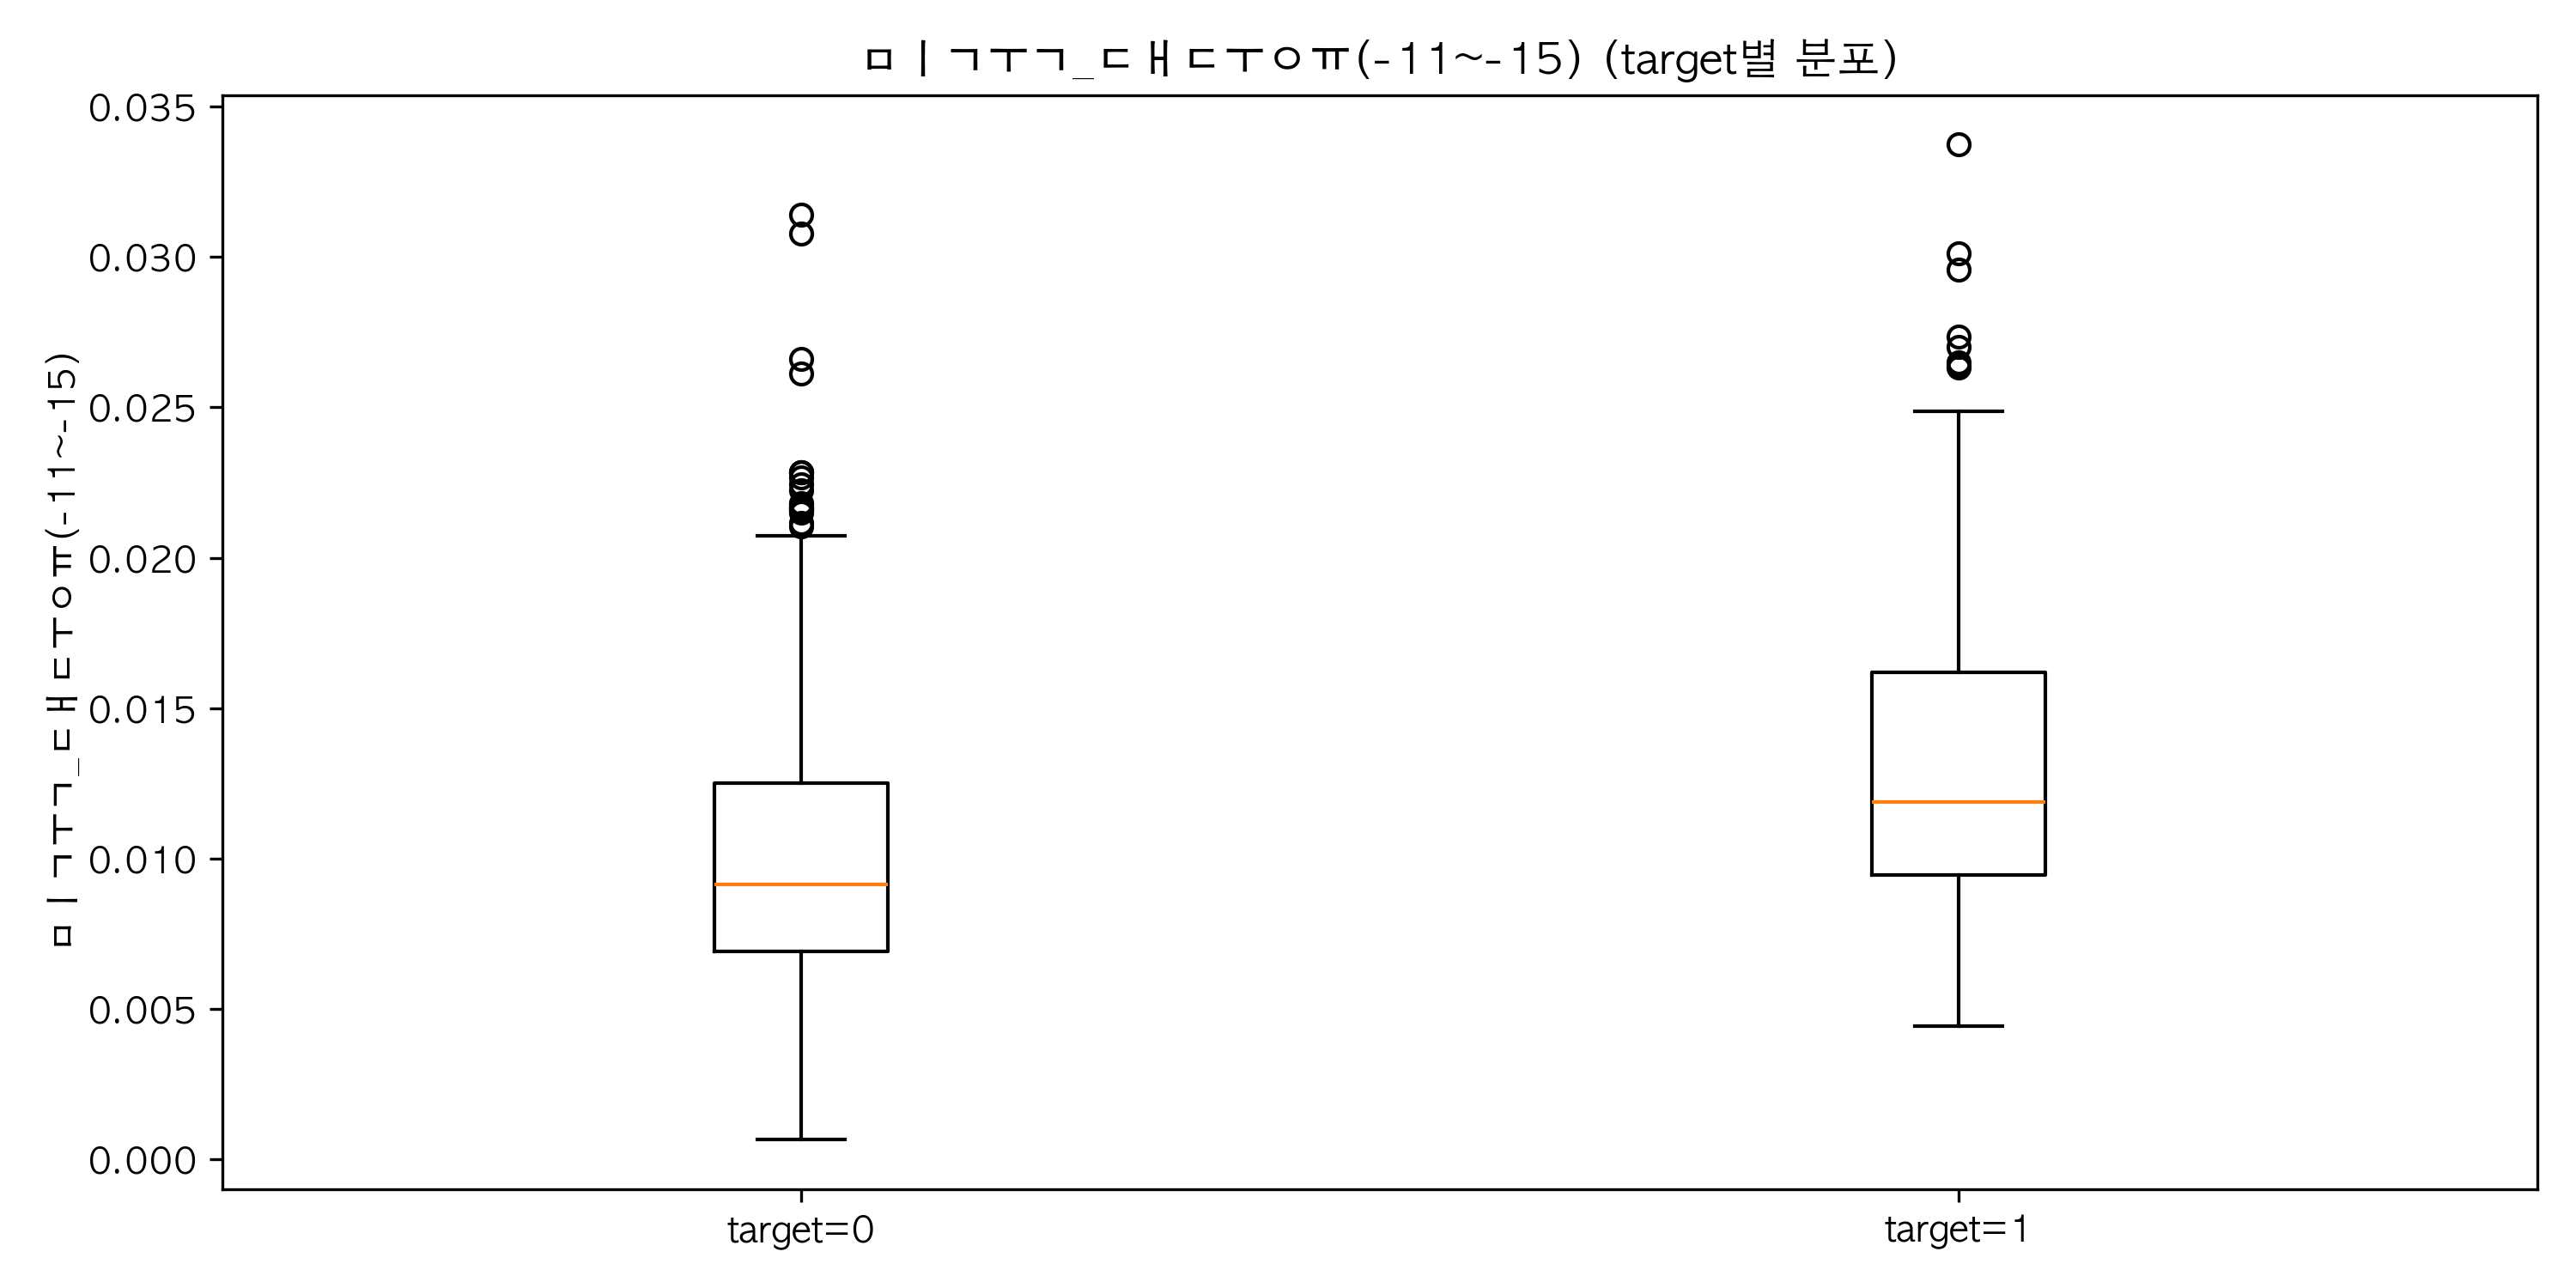 ㅁㅣㄱㅜㄱ_ㄷㅐㄷㅜㅇㅠ(-11~-15) (target별 분포)
ㅁㅣㄱㅜㄱ_ㄷㅐㄷㅜㅇㅠ(-11~-15)
0.035
0.030
0.025
0.020
0.015
0.010
0.005
0.000
target=0
target=1